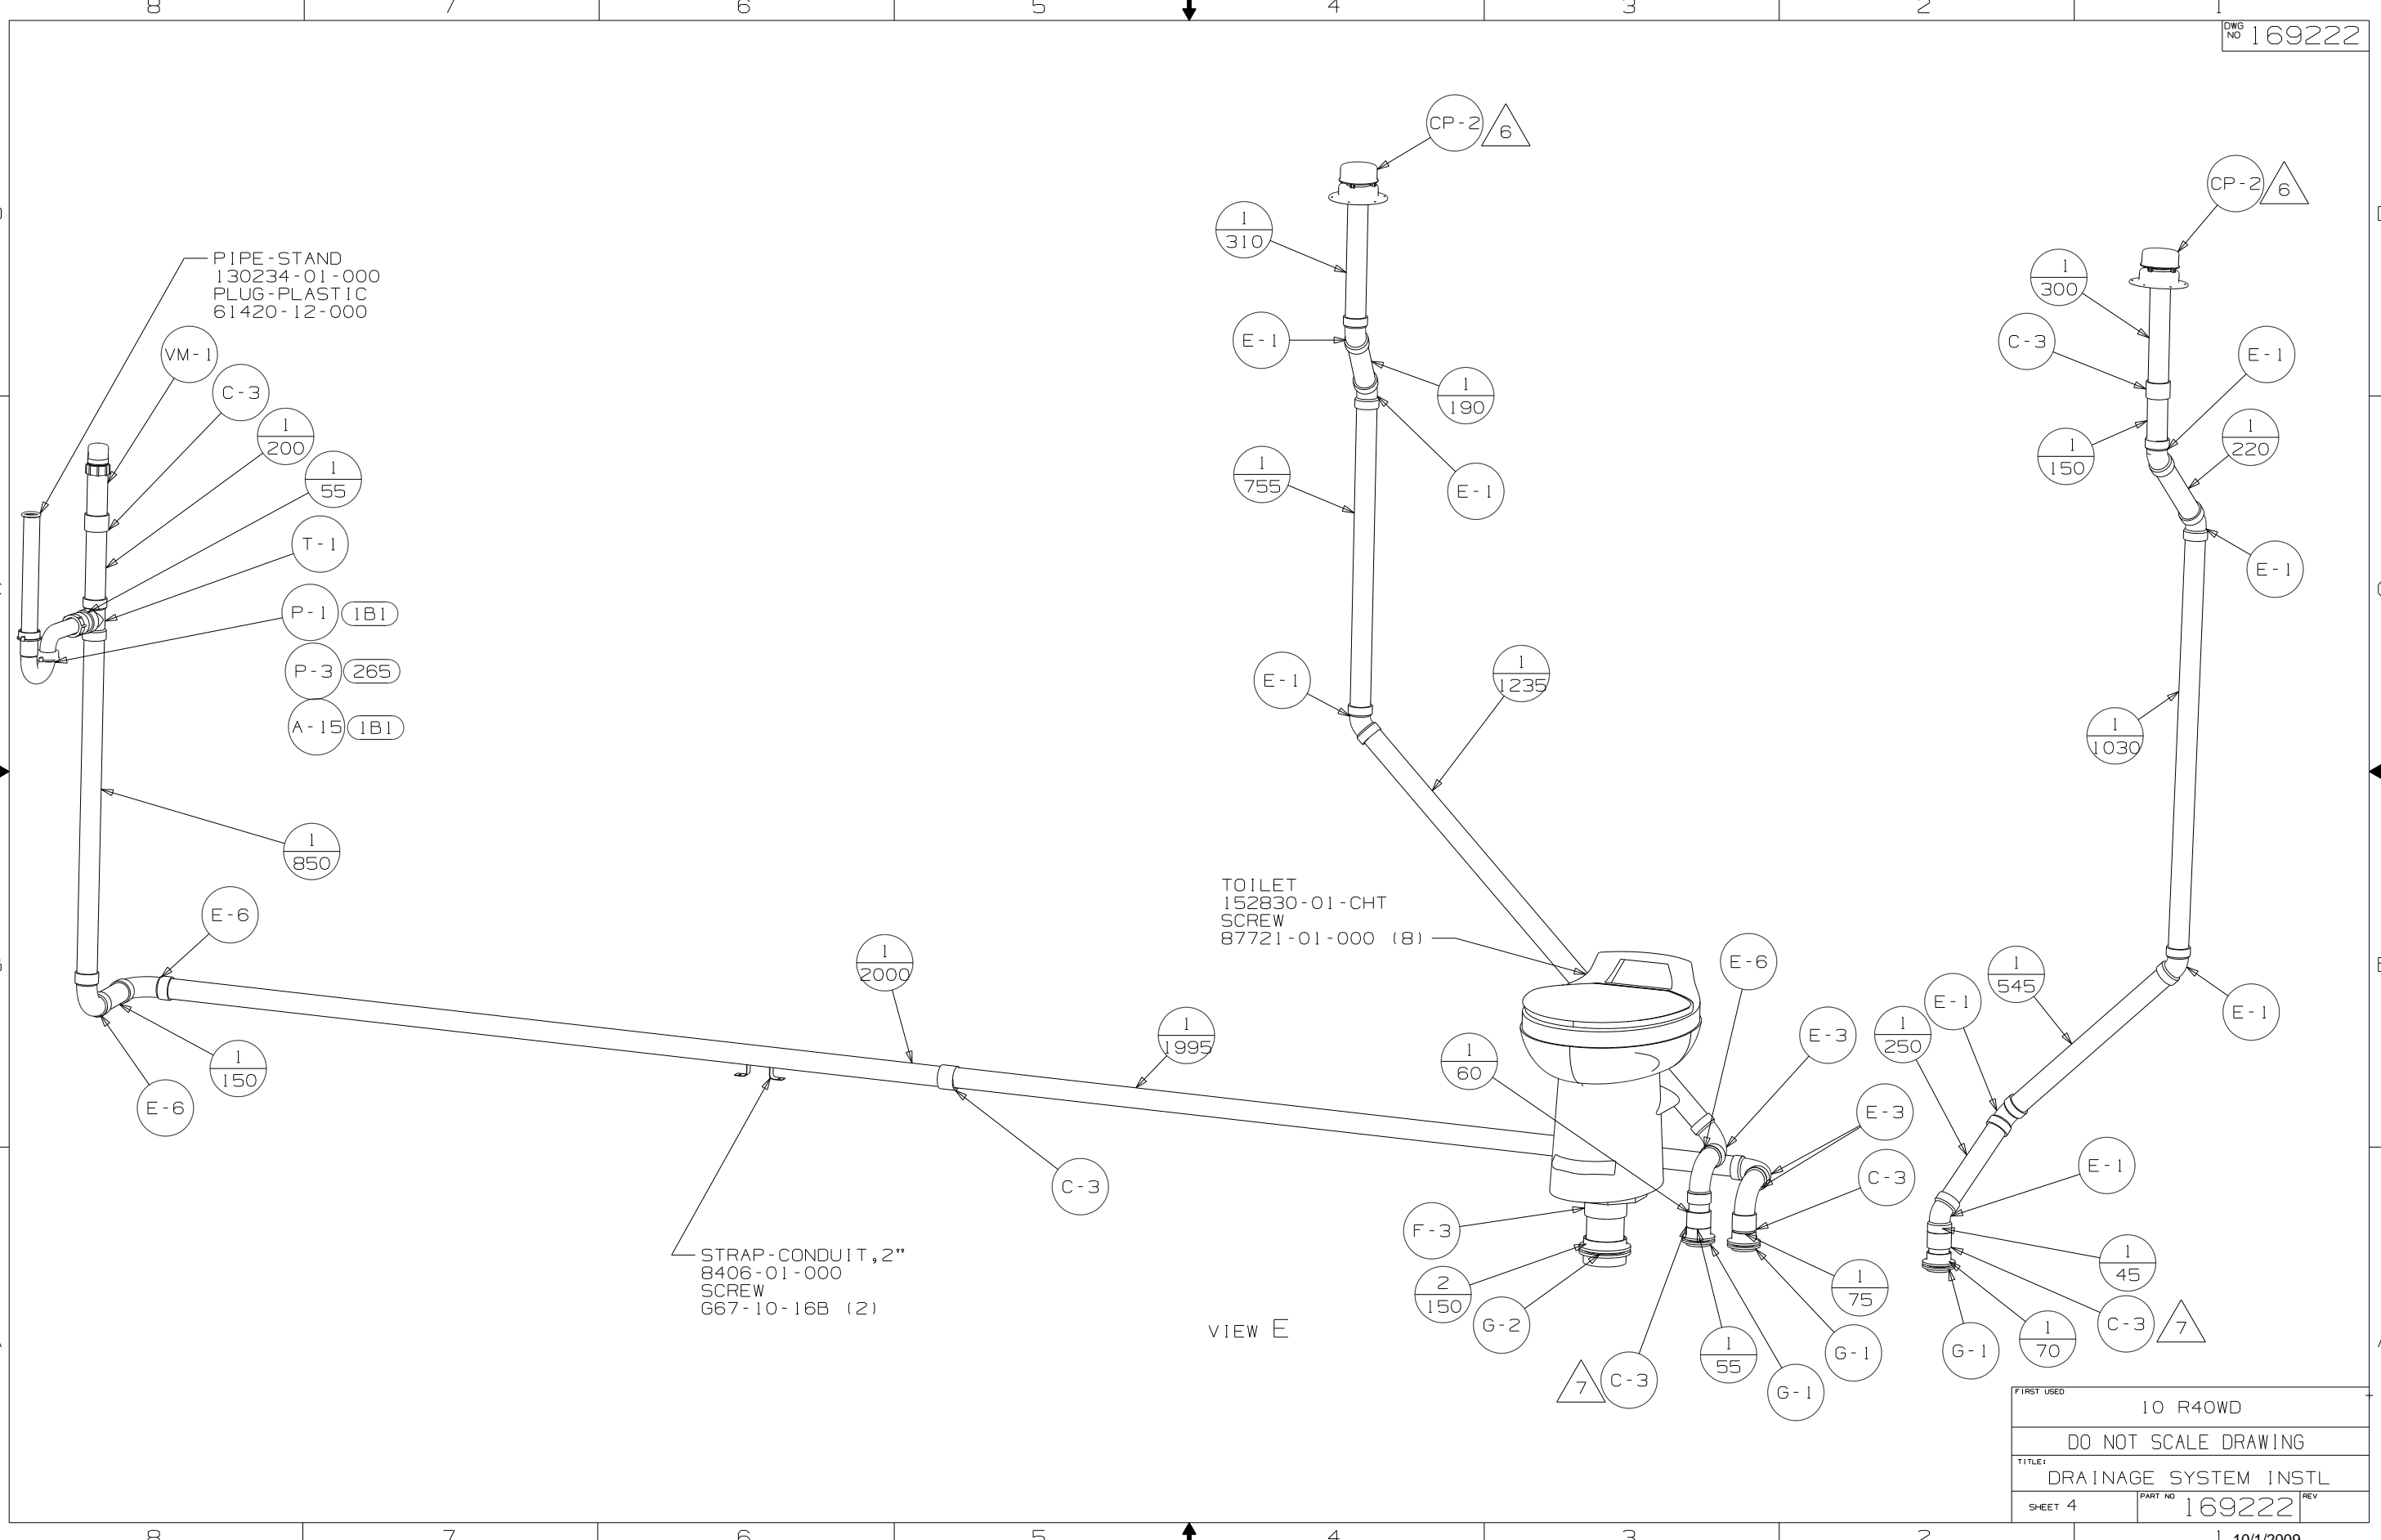 8 7 6 5 4 3 2 1
DWG NO 169222
CP-2 6
CP-2 6
1 310
PIPE-STAND
130234-01-000
PLUG-PLASTIC
61420-12-000
1 300
E-1
C-3
E-1
VM-1
C-3
1 190
1 200
1 220
1 150
1 55
1 755
E-1
T-1
E-1
P-1 1B1
P-3 265
A-15 1B1
E-1
1 1235
1 1030
1 850
TOILET
152830-01-CHT
SCREW
87721-01-000 (8)
E-6
1 2000
E-6
1 545
E-1
E-1
1 1995
E-3
1 250
1 60
1 150
E-6
E-3
E-1
C-3
C-3
F-3
STRAP-CONDUIT,2"
8406-01-000
SCREW
G67-10-16B (2)
1 45
1 75
2 150
G-2
C-3 7
VIEW E
1 70
G-1
G-1
1 55
7 C-3
G-1
FIRST USED
10 R40WD
DO NOT SCALE DRAWING
TITLE:
DRAINAGE SYSTEM INSTL
SHEET 4 PART NO 169222 REV
8 7 6 5 4 3 2 1 10/1/2009